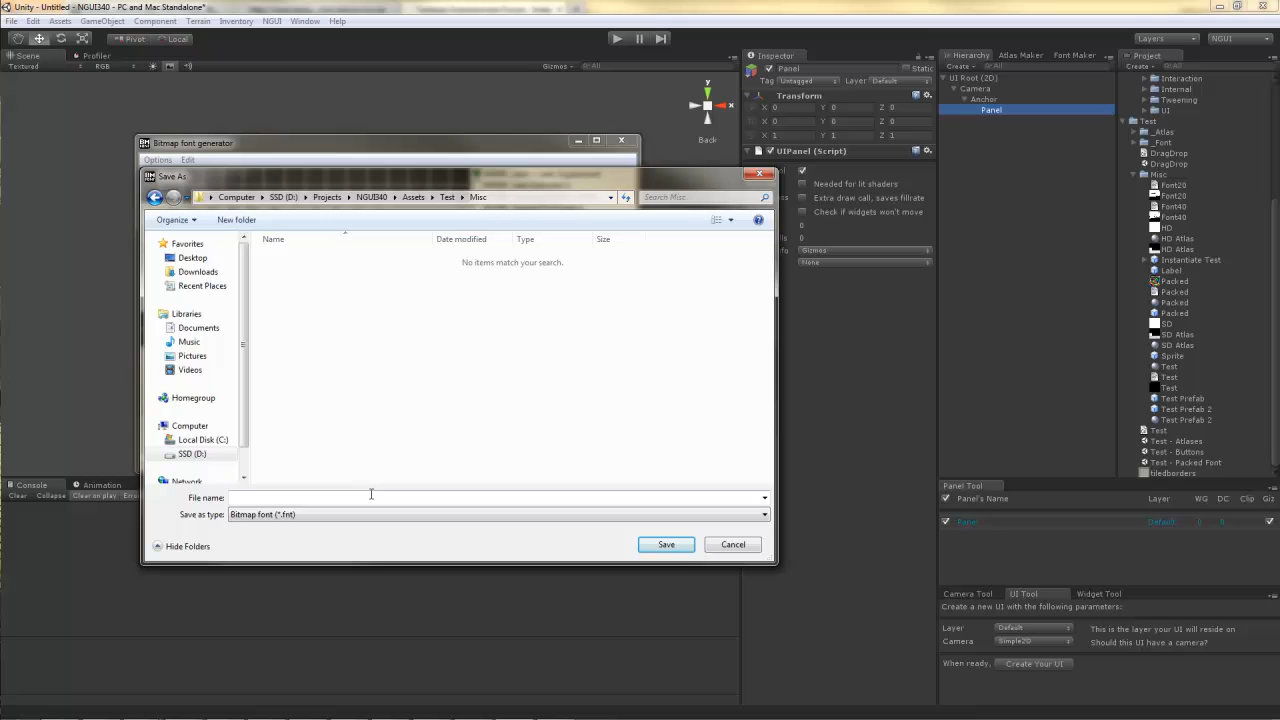 Unity - Untitled - NGUI340 - PC and Mac Standalone*
File Edit Assets GameObject Component Terrain Inventory NGUI Window Help
Pivot Local
Layers NGUI
Scene Profiler
Textured RGB Gizmos All
y
x
Back
Bitmap font generator
Options Edit
Save As
Computer SSD (D:) Projects NGUI340 Assets Test Misc
Search Misc
Organize New folder
Name Date modified Type Size
No items match your search.
Favorites
Desktop
Downloads
Recent Places
Libraries
Documents
Music
Pictures
Videos
Homegroup
Computer
Local Disk (C:)
SSD (D:)
Network
File name:
Save as type: Bitmap font (*.fnt)
Hide Folders
Save Cancel
Console Animation
Clear Collapse Clear on play
Inspector
Panel Static
Tag Untagged Layer Default
Transform
X 0 Y 0 Z 0
X 0 Y 0 Z 0
X 1 Y 1 Z 1
UIPanel (Script)
Needed for lit shaders
Extra draw call, saves fillrate
Check if widgets won't move
0
0
Gizmos
None
Hierarchy Atlas Maker Font Maker
Create All
UI Root (2D)
Camera
Anchor
Panel
Project
Create All
Interaction
Internal
Tweening
UI
Test
_Atlas
_Font
DragDrop
DragDrop
Misc
Font20
Font20
Font40
Font40
HD
HD Atlas
HD Atlas
Instantiate Test
Label
Packed
Packed
Packed
Packed
SD
SD Atlas
SD Atlas
Sprite
Test
Test
Test
Test Prefab
Test Prefab 2
Test Prefab 2
Test
Test - Atlases
Test - Buttons
Test - Packed Font
tiledborders
Panel Tool
Panel's Name Layer WG DC Clip Giz
Panel Default 0 0
Camera Tool UI Tool Widget Tool
Create a new UI with the following parameters:
Layer Default This is the layer your UI will reside on
Camera Simple2D Should this UI have a camera?
When ready, Create Your UI